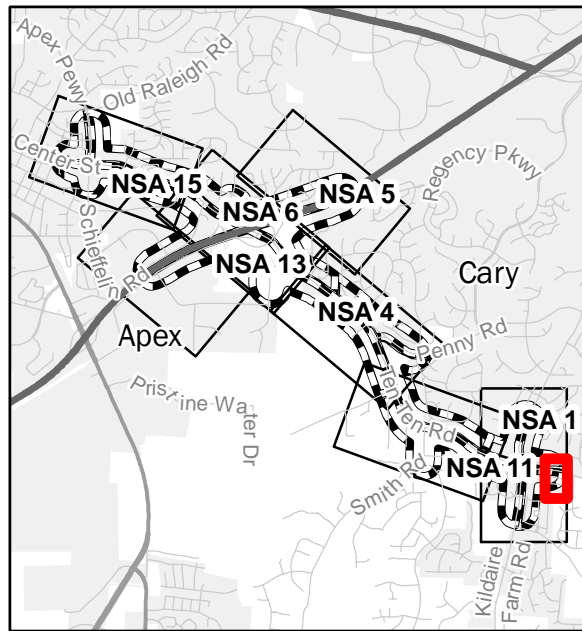 Apex Pewy
Old Raleigh Rd
Center St
NSA 15
NSA 6
NSA 5
Regency Pkwy
Schieffelin Rd
NSA 13
Cary
NSA 4
Apex
Penny Rd
Pristine Water Dr
Ten Ten Rd
NSA 1
NSA 11
Smith Rd
Kildaire
Farm Rd